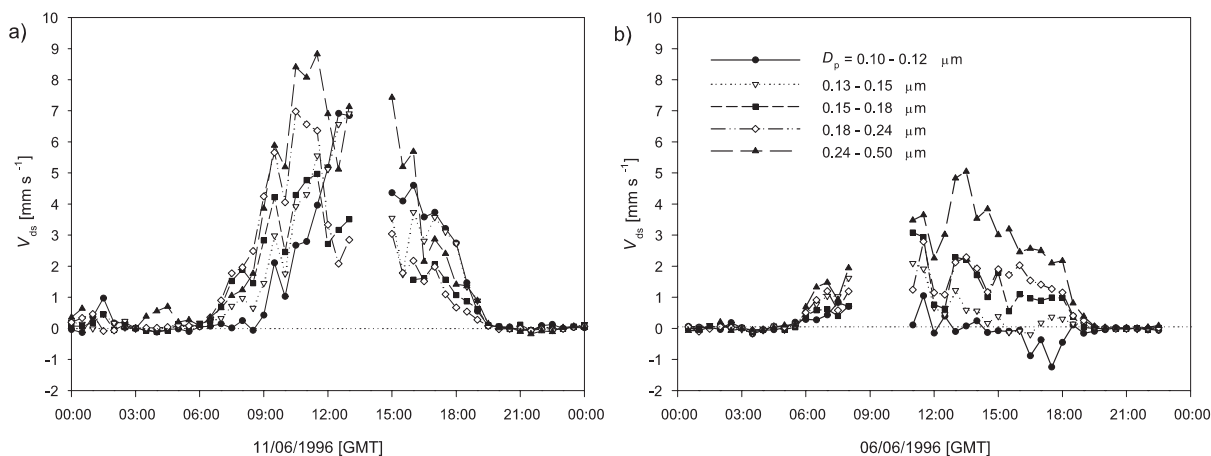 a)
10
9
8
7
6
5
4
3
2
1
0
−1
−2
V_ds [mm s⁻¹]
00:00 03:00 06:00 09:00 12:00 15:00 18:00 21:00 00:00
11/06/1996 [GMT]
b)
10
9
8
7
6
5
4
3
2
1
0
−1
−2
V_ds [mm s⁻¹]
D_p = 0.10 - 0.12 μm
0.13 - 0.15 μm
0.15 - 0.18 μm
0.18 - 0.24 μm
0.24 - 0.50 μm
00:00 03:00 06:00 09:00 12:00 15:00 18:00 21:00 00:00
06/06/1996 [GMT]